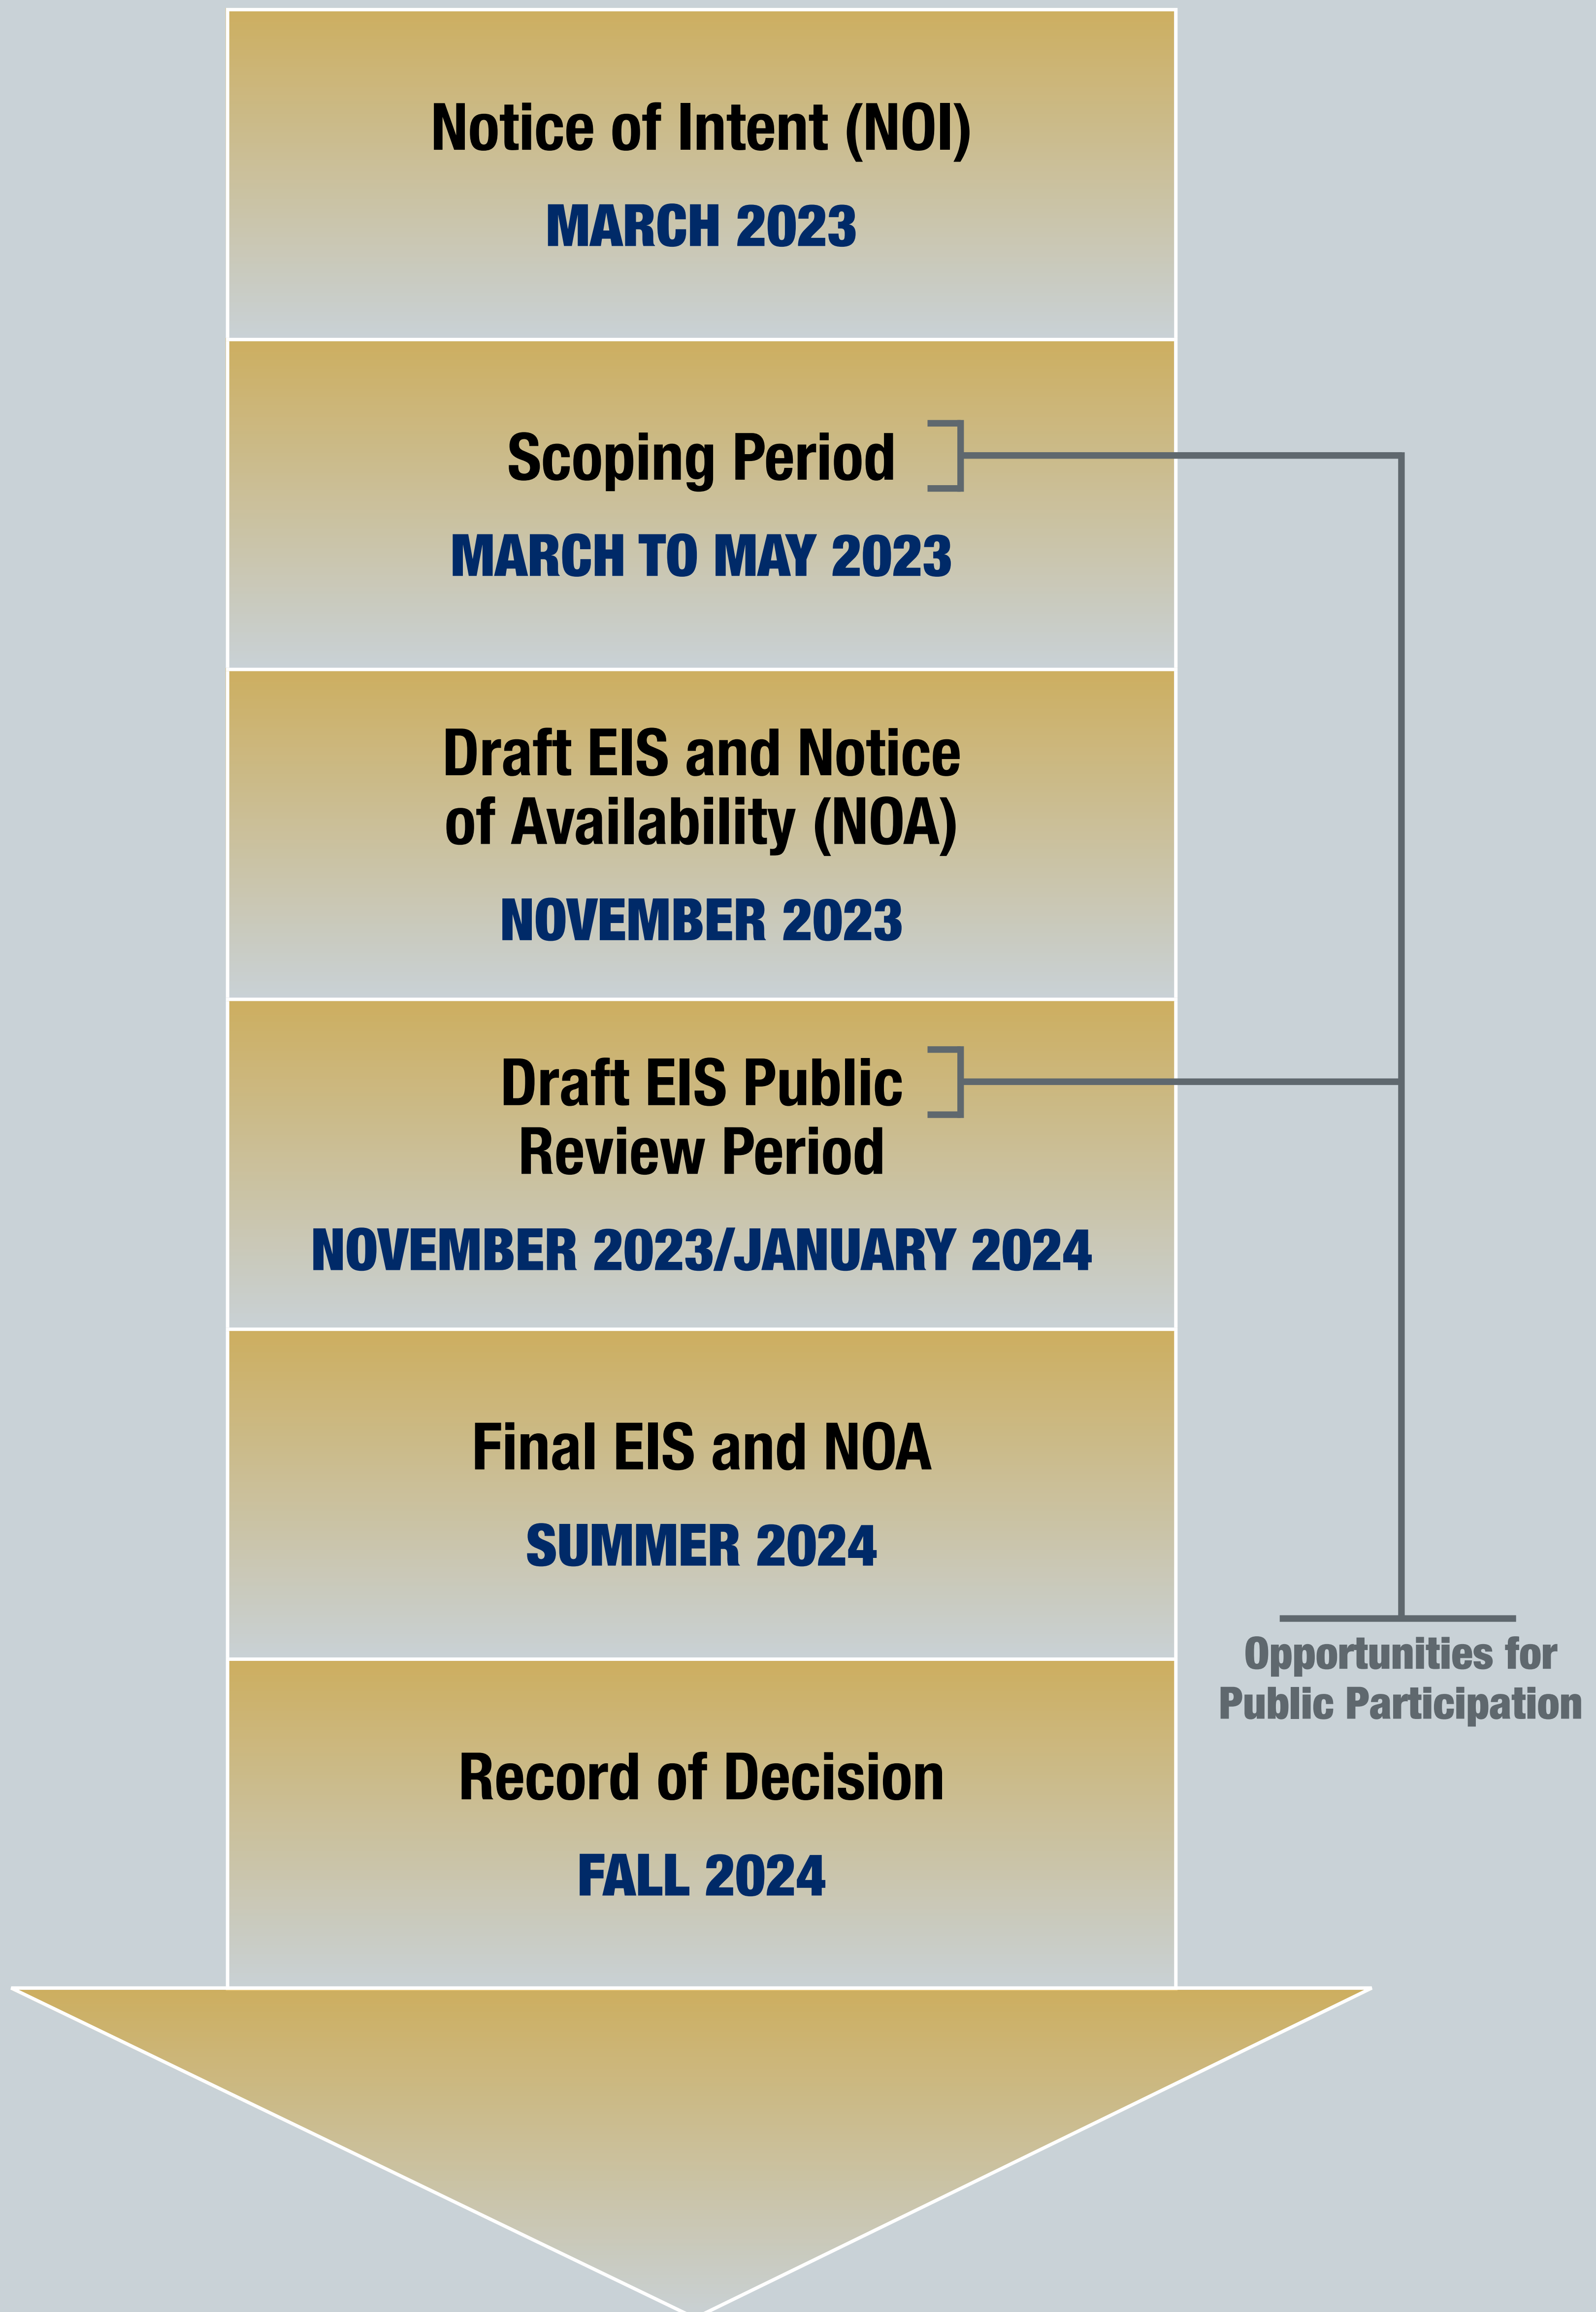 Notice of Intent (NOI)
MARCH 2023
Scoping Period
MARCH TO MAY 2023
Draft EIS and Notice
of Availability (NOA)
NOVEMBER 2023
Draft EIS Public
Review Period
NOVEMBER 2023/JANUARY 2024
Final EIS and NOA
SUMMER 2024
Opportunities for
Public Participation
Record of Decision
FALL 2024